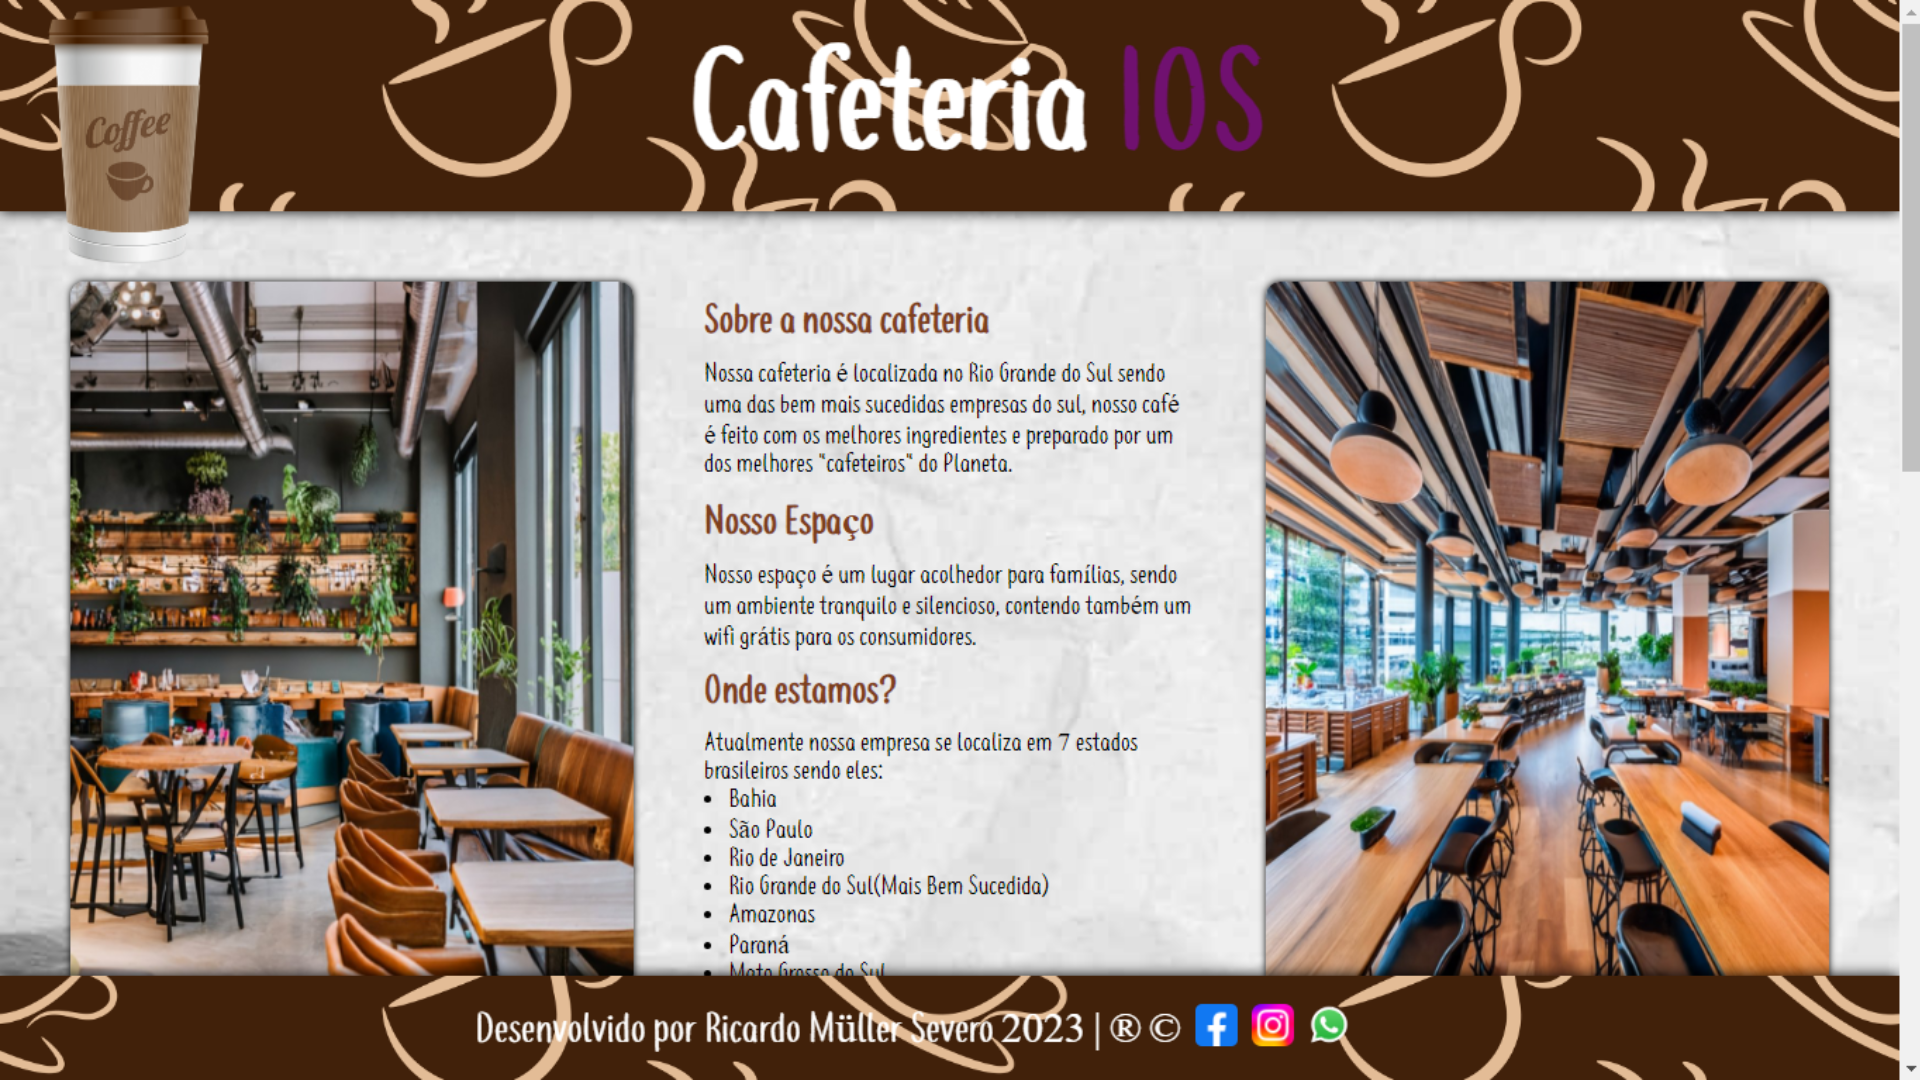 Coffee
Cafeteria IOS
Sobre a nossa cafeteria
Nossa cafeteria é localizada no Rio Grande do Sul sendo
uma das bem mais sucedidas empresas do sul, nosso café
é feito com os melhores ingredientes e preparado por um
dos melhores "cafeteiros" do Planeta.
Nosso Espaço
Nosso espaço é um lugar acolhedor para famílias, sendo
um ambiente tranquilo e silencioso, contendo também um
wifi grátis para os consumidores.
Onde estamos?
Atualmente nossa empresa se localiza em 7 estados
brasileiros sendo eles:
• Bahia
• São Paulo
• Rio de Janeiro
• Rio Grande do Sul(Mais Bem Sucedida)
• Amazonas
• Paraná
• Mato Grosso do Sul
Desenvolvido por Ricardo Müller Severo 2023 | ® ©